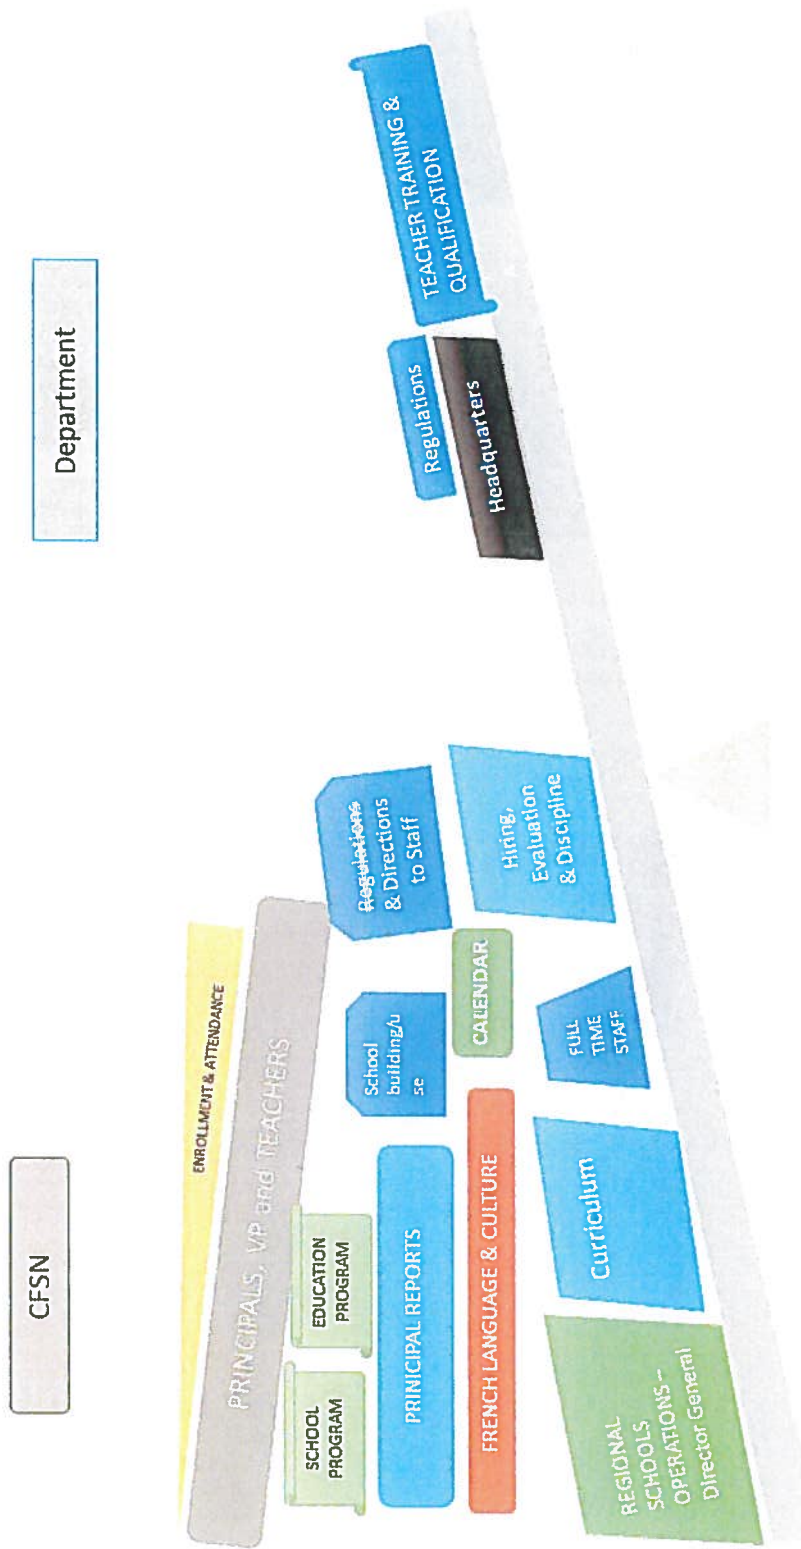 CFSN
Department
ENROLLMENT & ATTENDANCE
PRINCIPALS, VP and TEACHERS
SCHOOL
PROGRAM
EDUCATION
PROGRAM
School
building/u
se
Regulations
& Directions
to Staff
PRINICIPAL REPORTS
CALENDAR
FRENCH LANGUAGE & CULTURE
Hiring,
Evaluation
& Discipline
FULL
TIME
STAFF
Curriculum
REGIONAL
SCHOOLS
OPERATIONS –
Director General
Regulations
Headquarters
TEACHER TRAINING &
QUALIFICATION